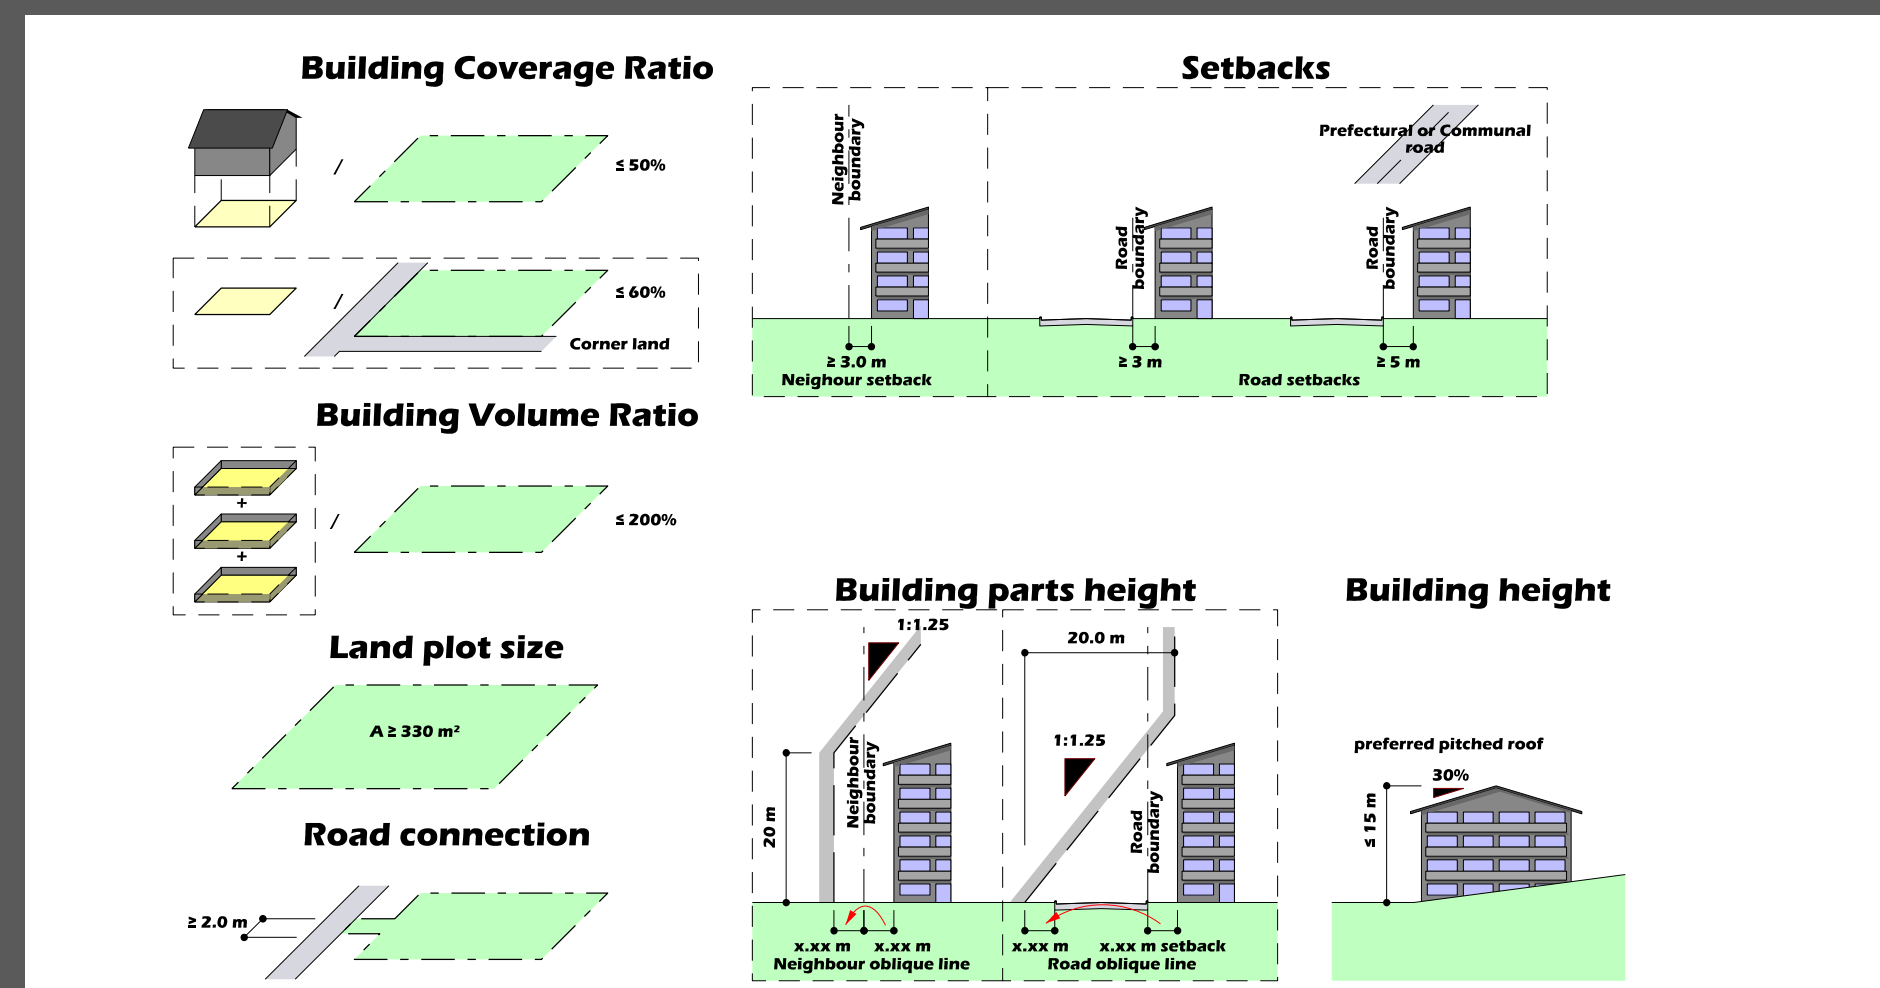 Building Coverage Ratio
/
≤ 50%
/
≤ 60%
Corner land
Building Volume Ratio
+
+
/
≤ 200%
Land plot size
A ≥ 330 m²
Road connection
≥ 2.0 m
Setbacks
Neighbour
boundary
Prefectural or Communal
road
Road
boundary
Road
boundary
≥ 3.0 m
Neighour setback
≥ 3 m
≥ 5 m
Road setbacks
Building parts height
1:1.25
20 m
Neighbour
boundary
x.xx m
x.xx m
Neighbour oblique line
20.0 m
1:1.25
Road
boundary
x.xx m
x.xx m setback
Road oblique line
Building height
preferred pitched roof
30%
≤ 15 m